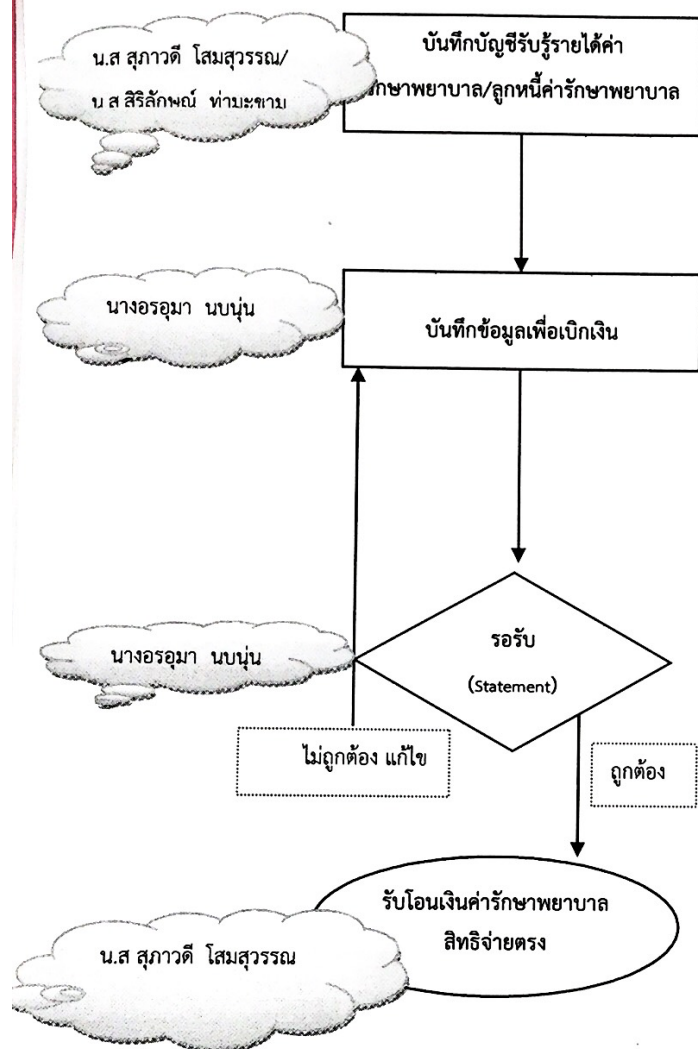 น.ส สุภาวดี โสมสุวรรณ/
น ส สิริลักษณ์ ท่ามะขาม
บันทึกบัญชีรับรู้รายได้ค่า
รักษาพยาบาล/ลูกหนี้ค่ารักษาพยาบาล
นางอรอุมา นบนุ่น
บันทึกข้อมูลเพื่อเบิกเงิน
นางอรอุมา นบนุ่น
รอรับ
(Statement)
ไม่ถูกต้อง แก้ไข
ถูกต้อง
รับโอนเงินค่ารักษาพยาบาล
สิทธิจ่ายตรง
น.ส สุภาวดี โสมสุวรรณ